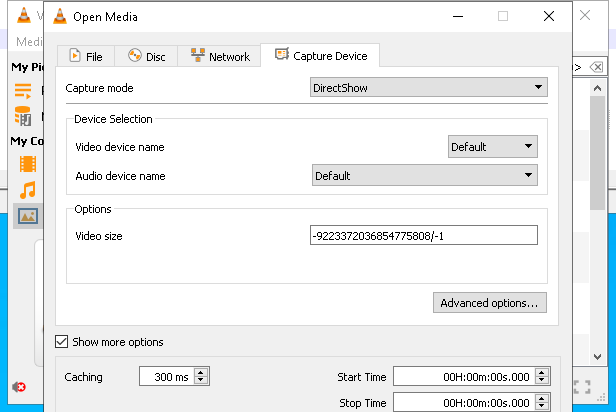 Open Media
V
Medi
File
Disc
Network
Capture Device
My Pi
Capture mode
DirectShow
Device Selection
Video device name
Default
My Co
Audio device name
Default
Options
Video size
-9223372036854775808/-1
Advanced options...
Show more options
Caching
300 ms
Start Time
00H:00m:00s.000
Stop Time
00H:00m:00s.000